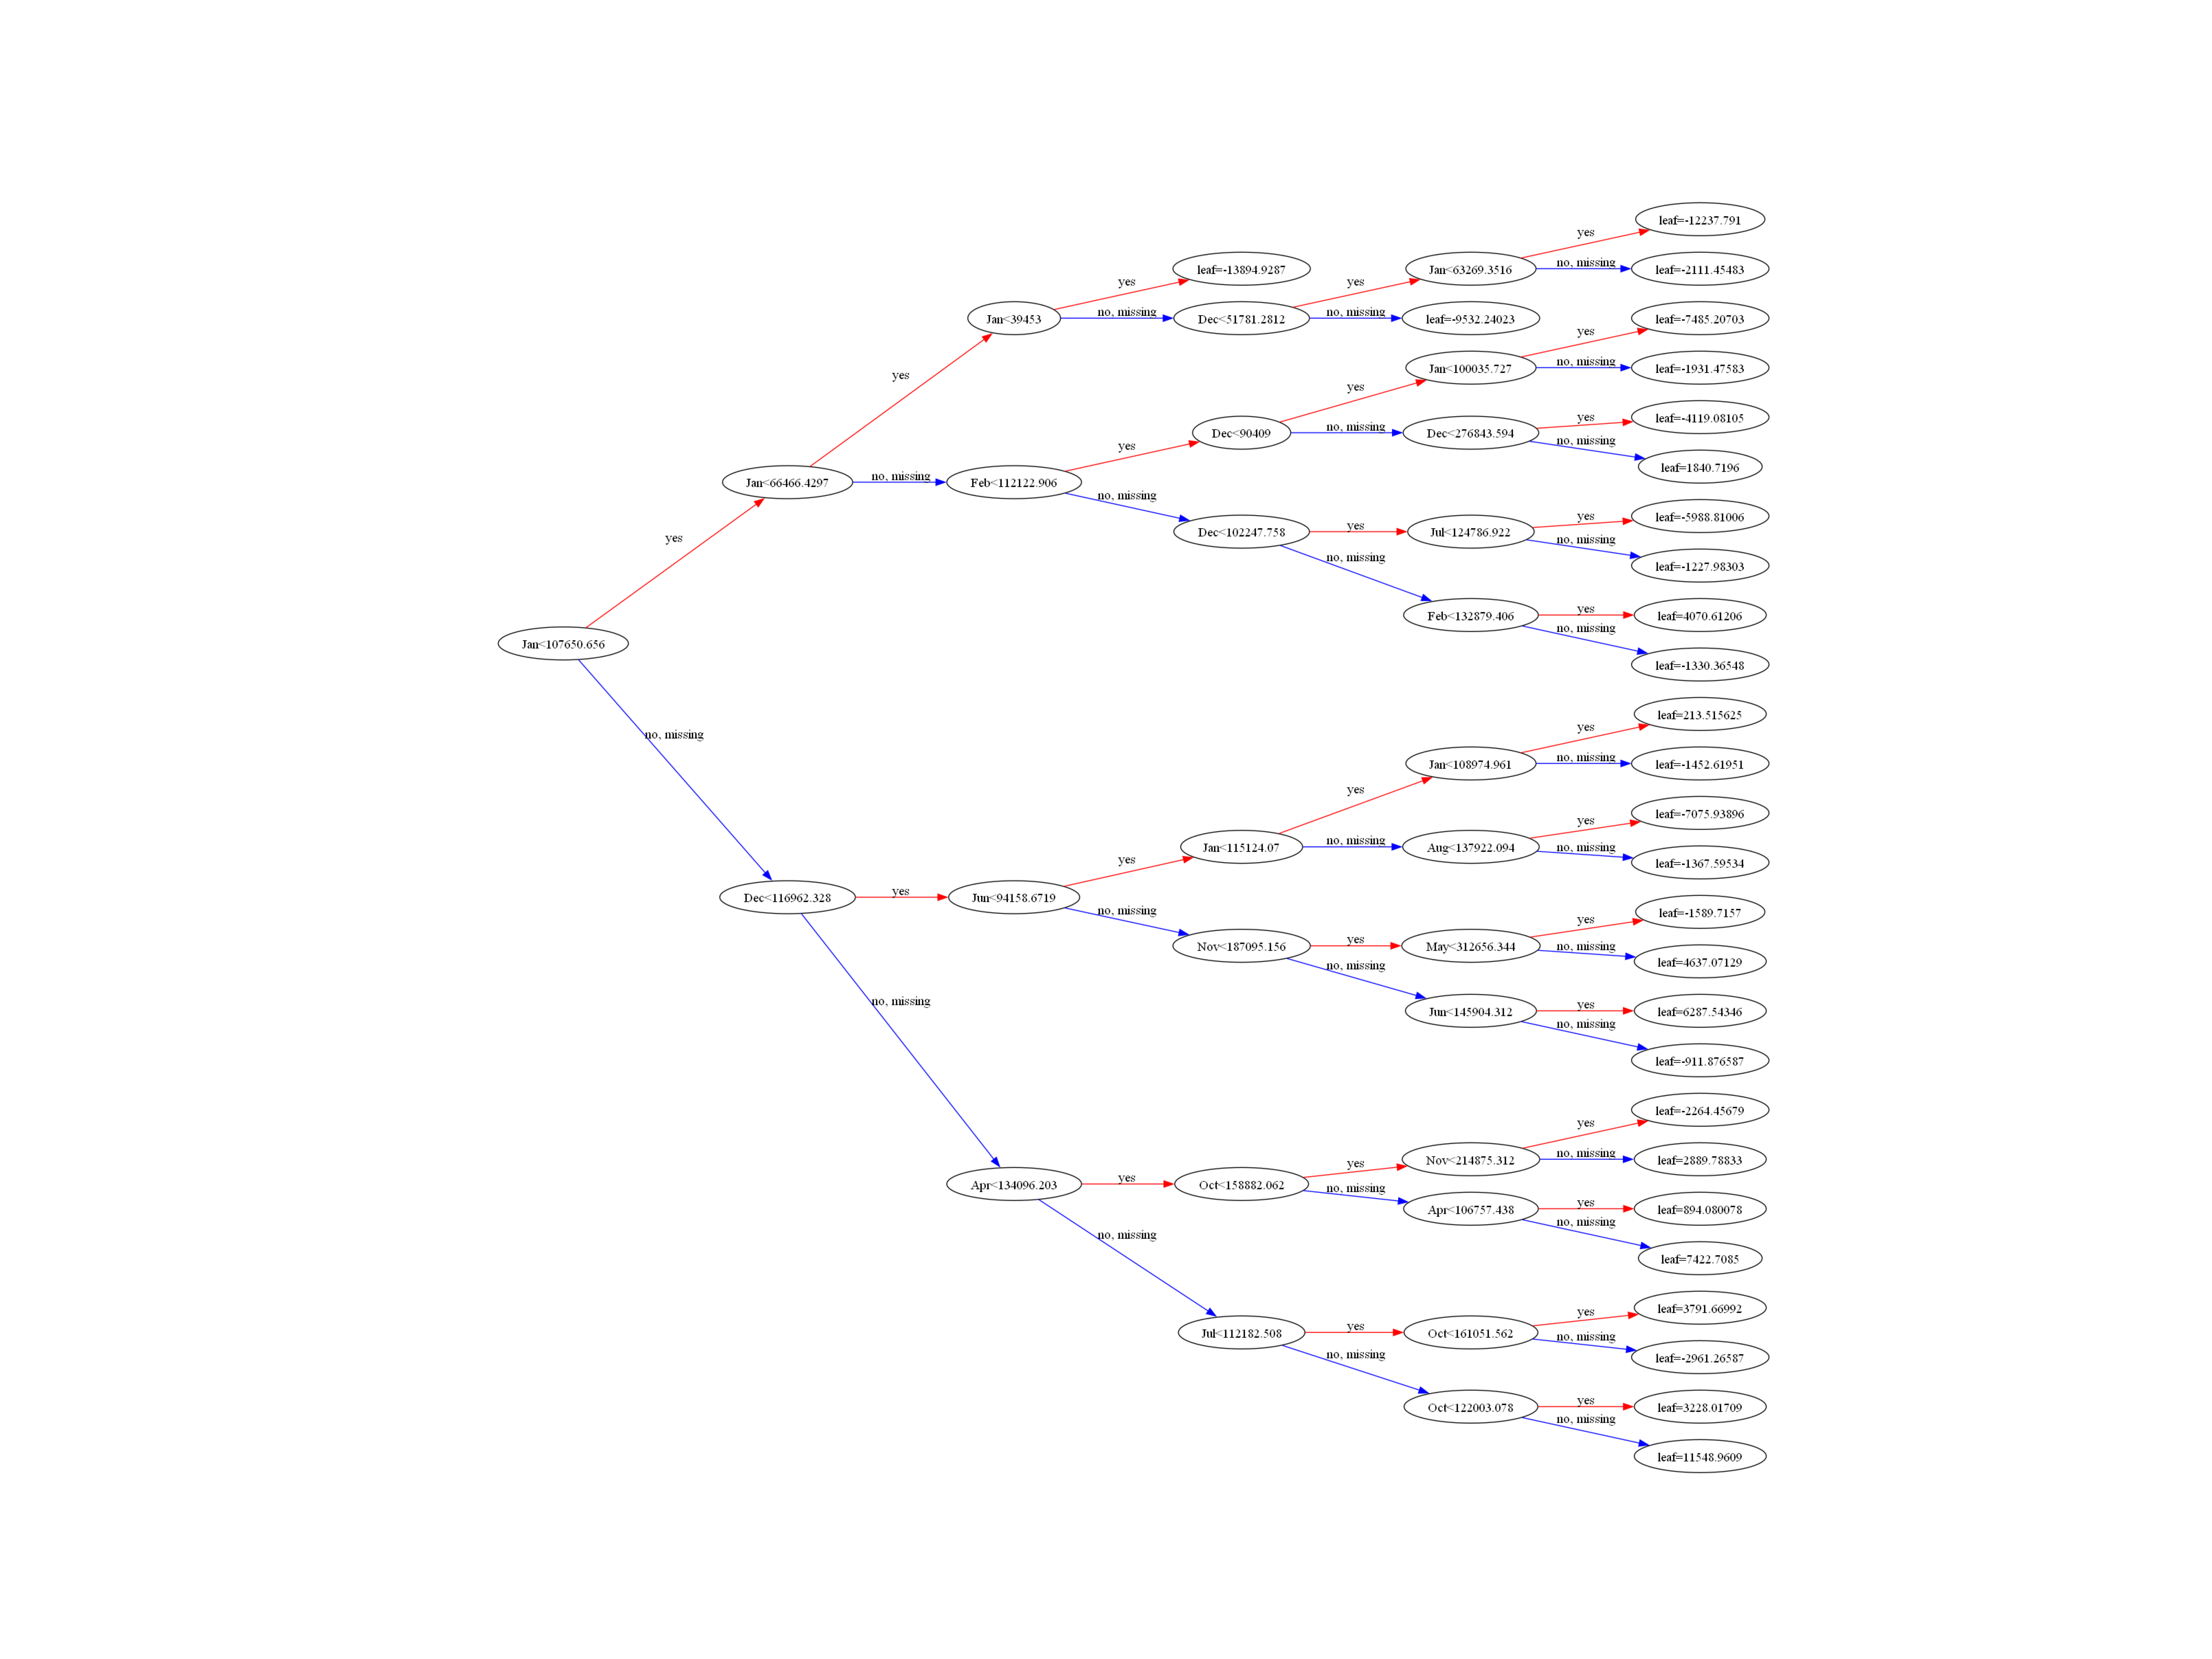 leaf=-12237.791
yes
leaf=-13894.9287
Jan<63269.3516
no, missing
leaf=-2111.45483
yes
yes
Jan<39453
no, missing
Dec<51781.2812
no, missing
leaf=-9532.24023
leaf=-7485.20703
yes
Jan<100035.727
no, missing
leaf=-1931.47583
yes
yes
leaf=-4119.08105
yes
Dec<90409
no, missing
Dec<276843.594
yes
no, missing
leaf=1840.7196
yes
Jan<66466.4297
no, missing
Feb<112122.906
no, missing
leaf=-5988.81006
yes
Dec<102247.758
yes
Jul<124786.922
no, missing
leaf=-1227.98303
yes
no, missing
Feb<132879.406
yes
leaf=4070.61206
no, missing
leaf=-1330.36548
Jan<107650.656
no, missing
leaf=213.515625
yes
Jan<108974.961
no, missing
leaf=-1452.61951
yes
leaf=-7075.93896
yes
Jan<115124.07
no, missing
Aug<137922.094
no, missing
leaf=-1367.59534
yes
Dec<116962.328
yes
Jun<94158.6719
no, missing
leaf=-1589.7157
yes
Nov<187095.156
yes
May<312656.344
no, missing
leaf=4637.07129
no, missing
Jun<145904.312
yes
leaf=6287.54346
no, missing
leaf=-911.876587
no, missing
leaf=-2264.45679
yes
Nov<214875.312
no, missing
leaf=2889.78833
Apr<134096.203
yes
Oct<158882.062
yes
no, missing
Apr<106757.438
yes
leaf=894.080078
no, missing
leaf=7422.7085
no, missing
leaf=3791.66992
yes
Jul<112182.508
yes
Oct<161051.562
no, missing
leaf=-2961.26587
no, missing
Oct<122003.078
yes
leaf=3228.01709
no, missing
leaf=11548.9609